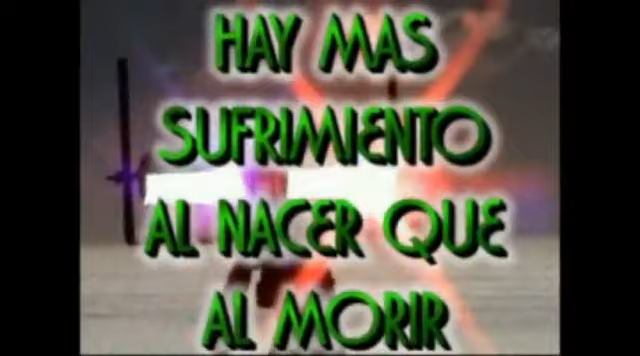 HAY MAS
SUFRIMIENTO
AL NACER QUE
AL MORIR